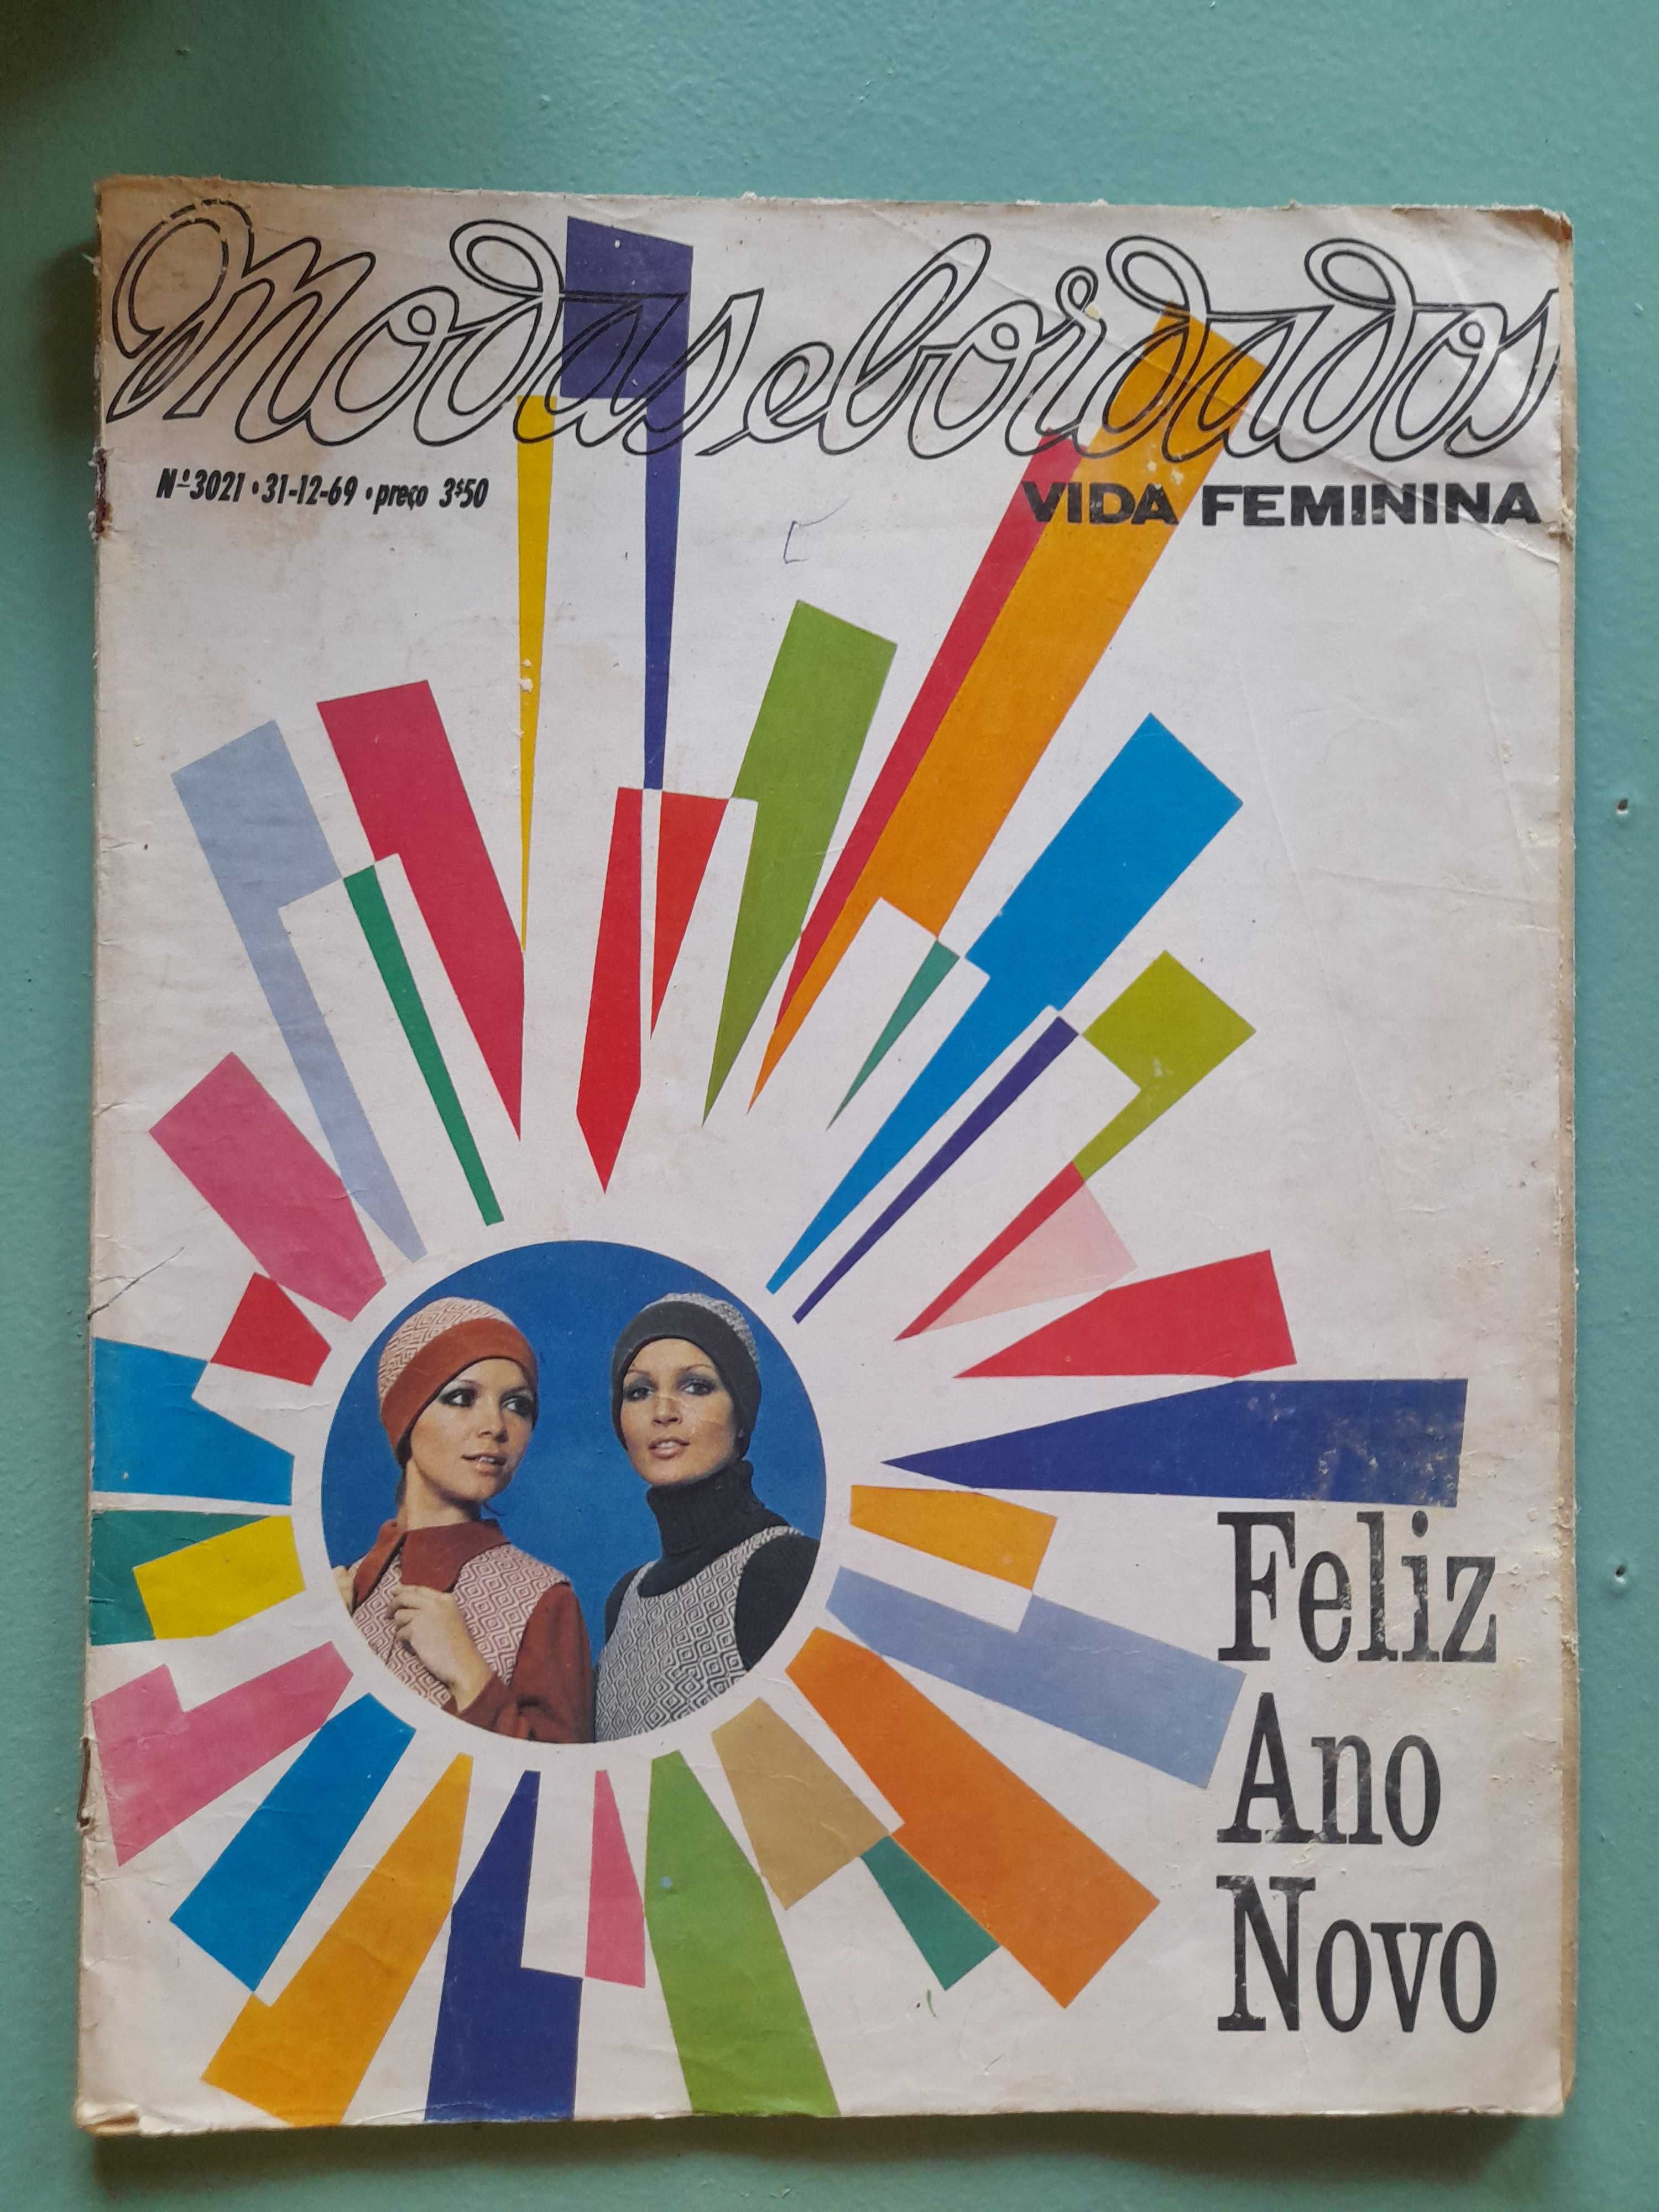 Modas e bordados
Nº 3021 • 31-12-69 • preço 3$50
VIDA FEMININA
Feliz
Ano
Novo